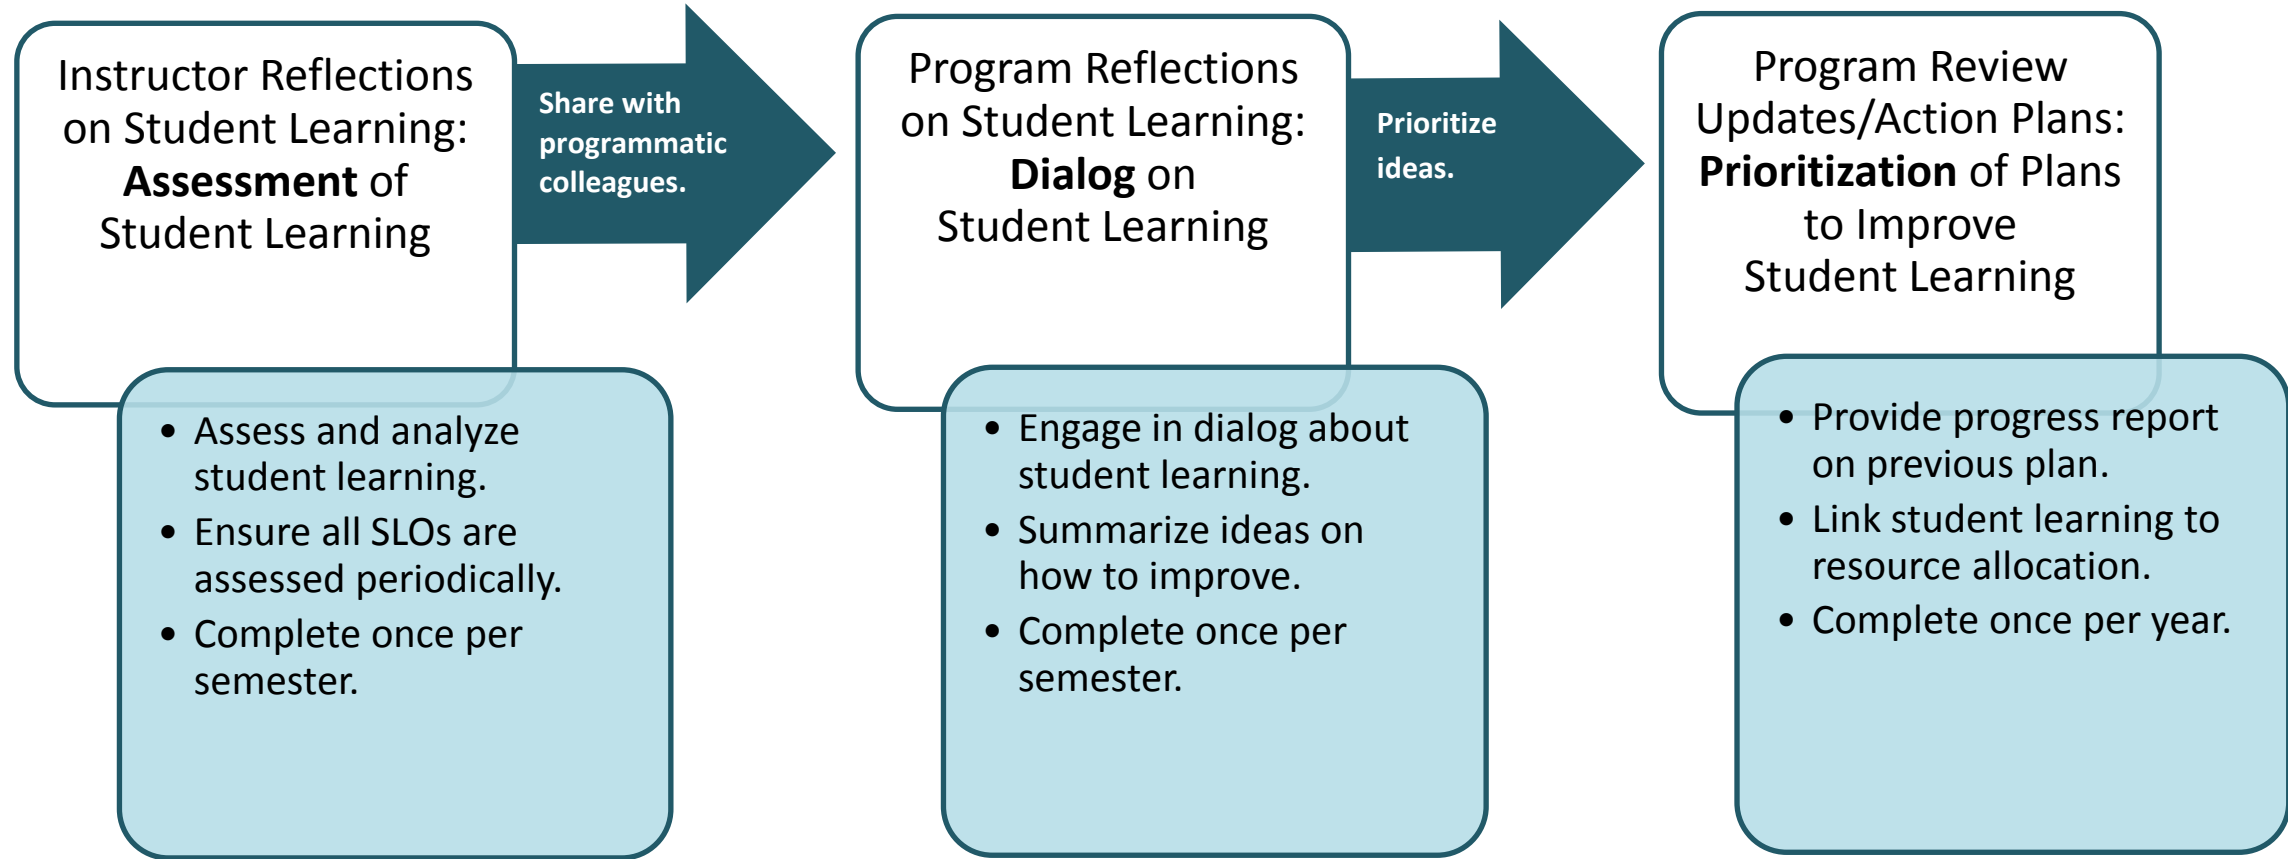 Instructor Reflections
on Student Learning:
Assessment of
Student Learning
Share with
programmatic
colleagues.
Program Reflections
on Student Learning:
Dialog on
Student Learning
Prioritize
ideas.
Program Review
Updates/Action Plans:
Prioritization of Plans
to Improve
Student Learning
• Assess and analyze
student learning.
• Ensure all SLOs are
assessed periodically.
• Complete once per
semester.
• Engage in dialog about
student learning.
• Summarize ideas on
how to improve.
• Complete once per
semester.
• Provide progress report
on previous plan.
• Link student learning to
resource allocation.
• Complete once per year.